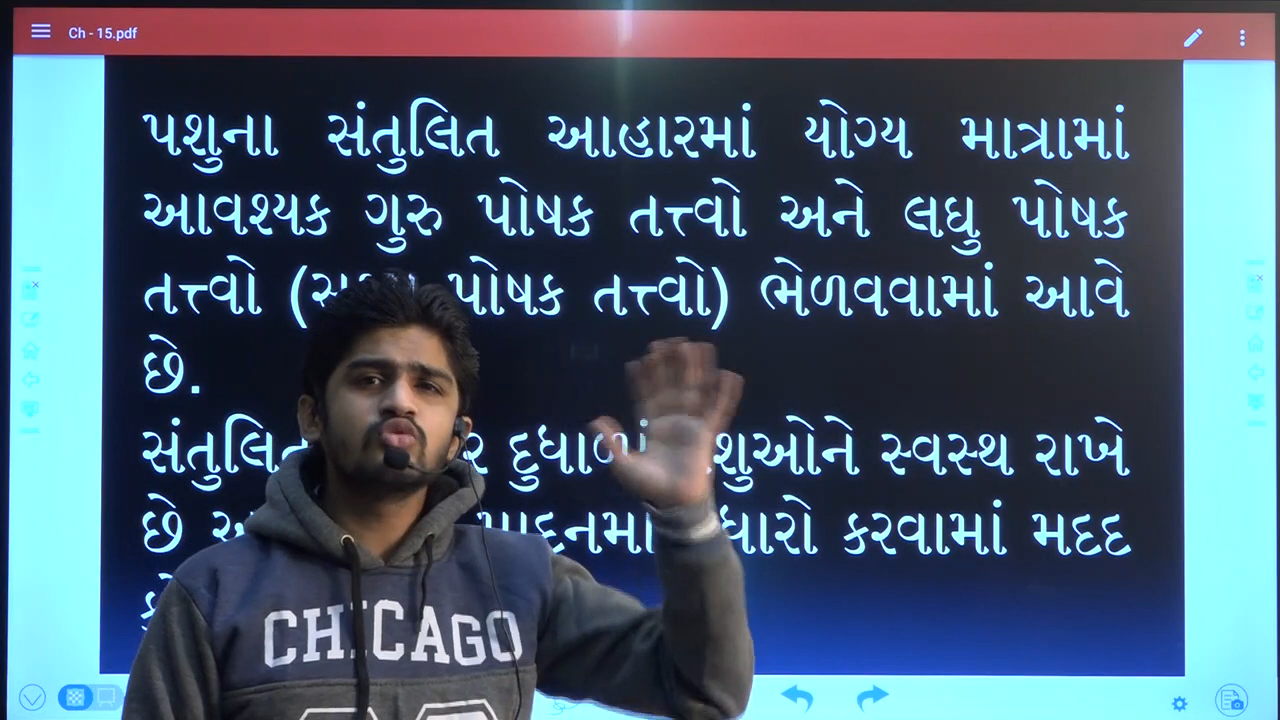 Ch - 15.pdf
પશુના સંતુલિત આહારમાં યોગ્ય માત્રામાં
આવશ્યક ગુરુ પોષક તત્ત્વો અને લઘુ પોષક
તત્ત્વો પોષક તત્ત્વો) ભેળવવામાં આવે
છે.
દુધાળાં સ્વસ્થ રાખે
છે કરવામાં મદદ
CHICAGO